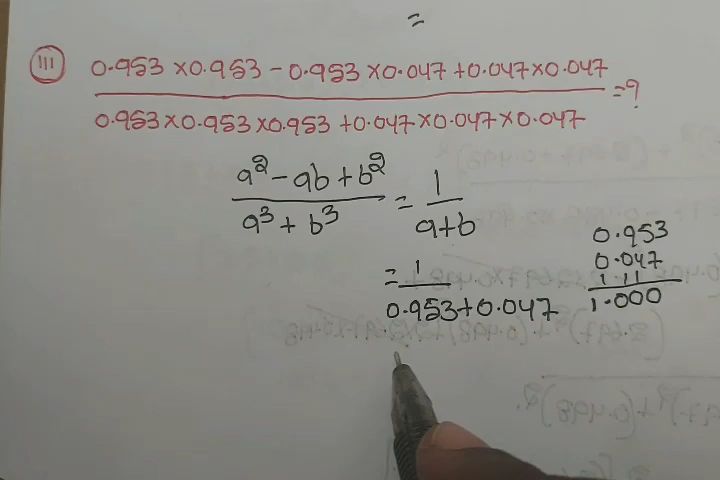 =
(III) 0.953 × 0.953 - 0.953 × 0.047 + 0.047 × 0.047
0.953 × 0.953 × 0.953 + 0.047 × 0.047 × 0.047 = ?
a² - ab + b² / a³ + b³ = 1 / a+b
= 1 / 0.953 + 0.047
0.953
0.047
1 11
1.000